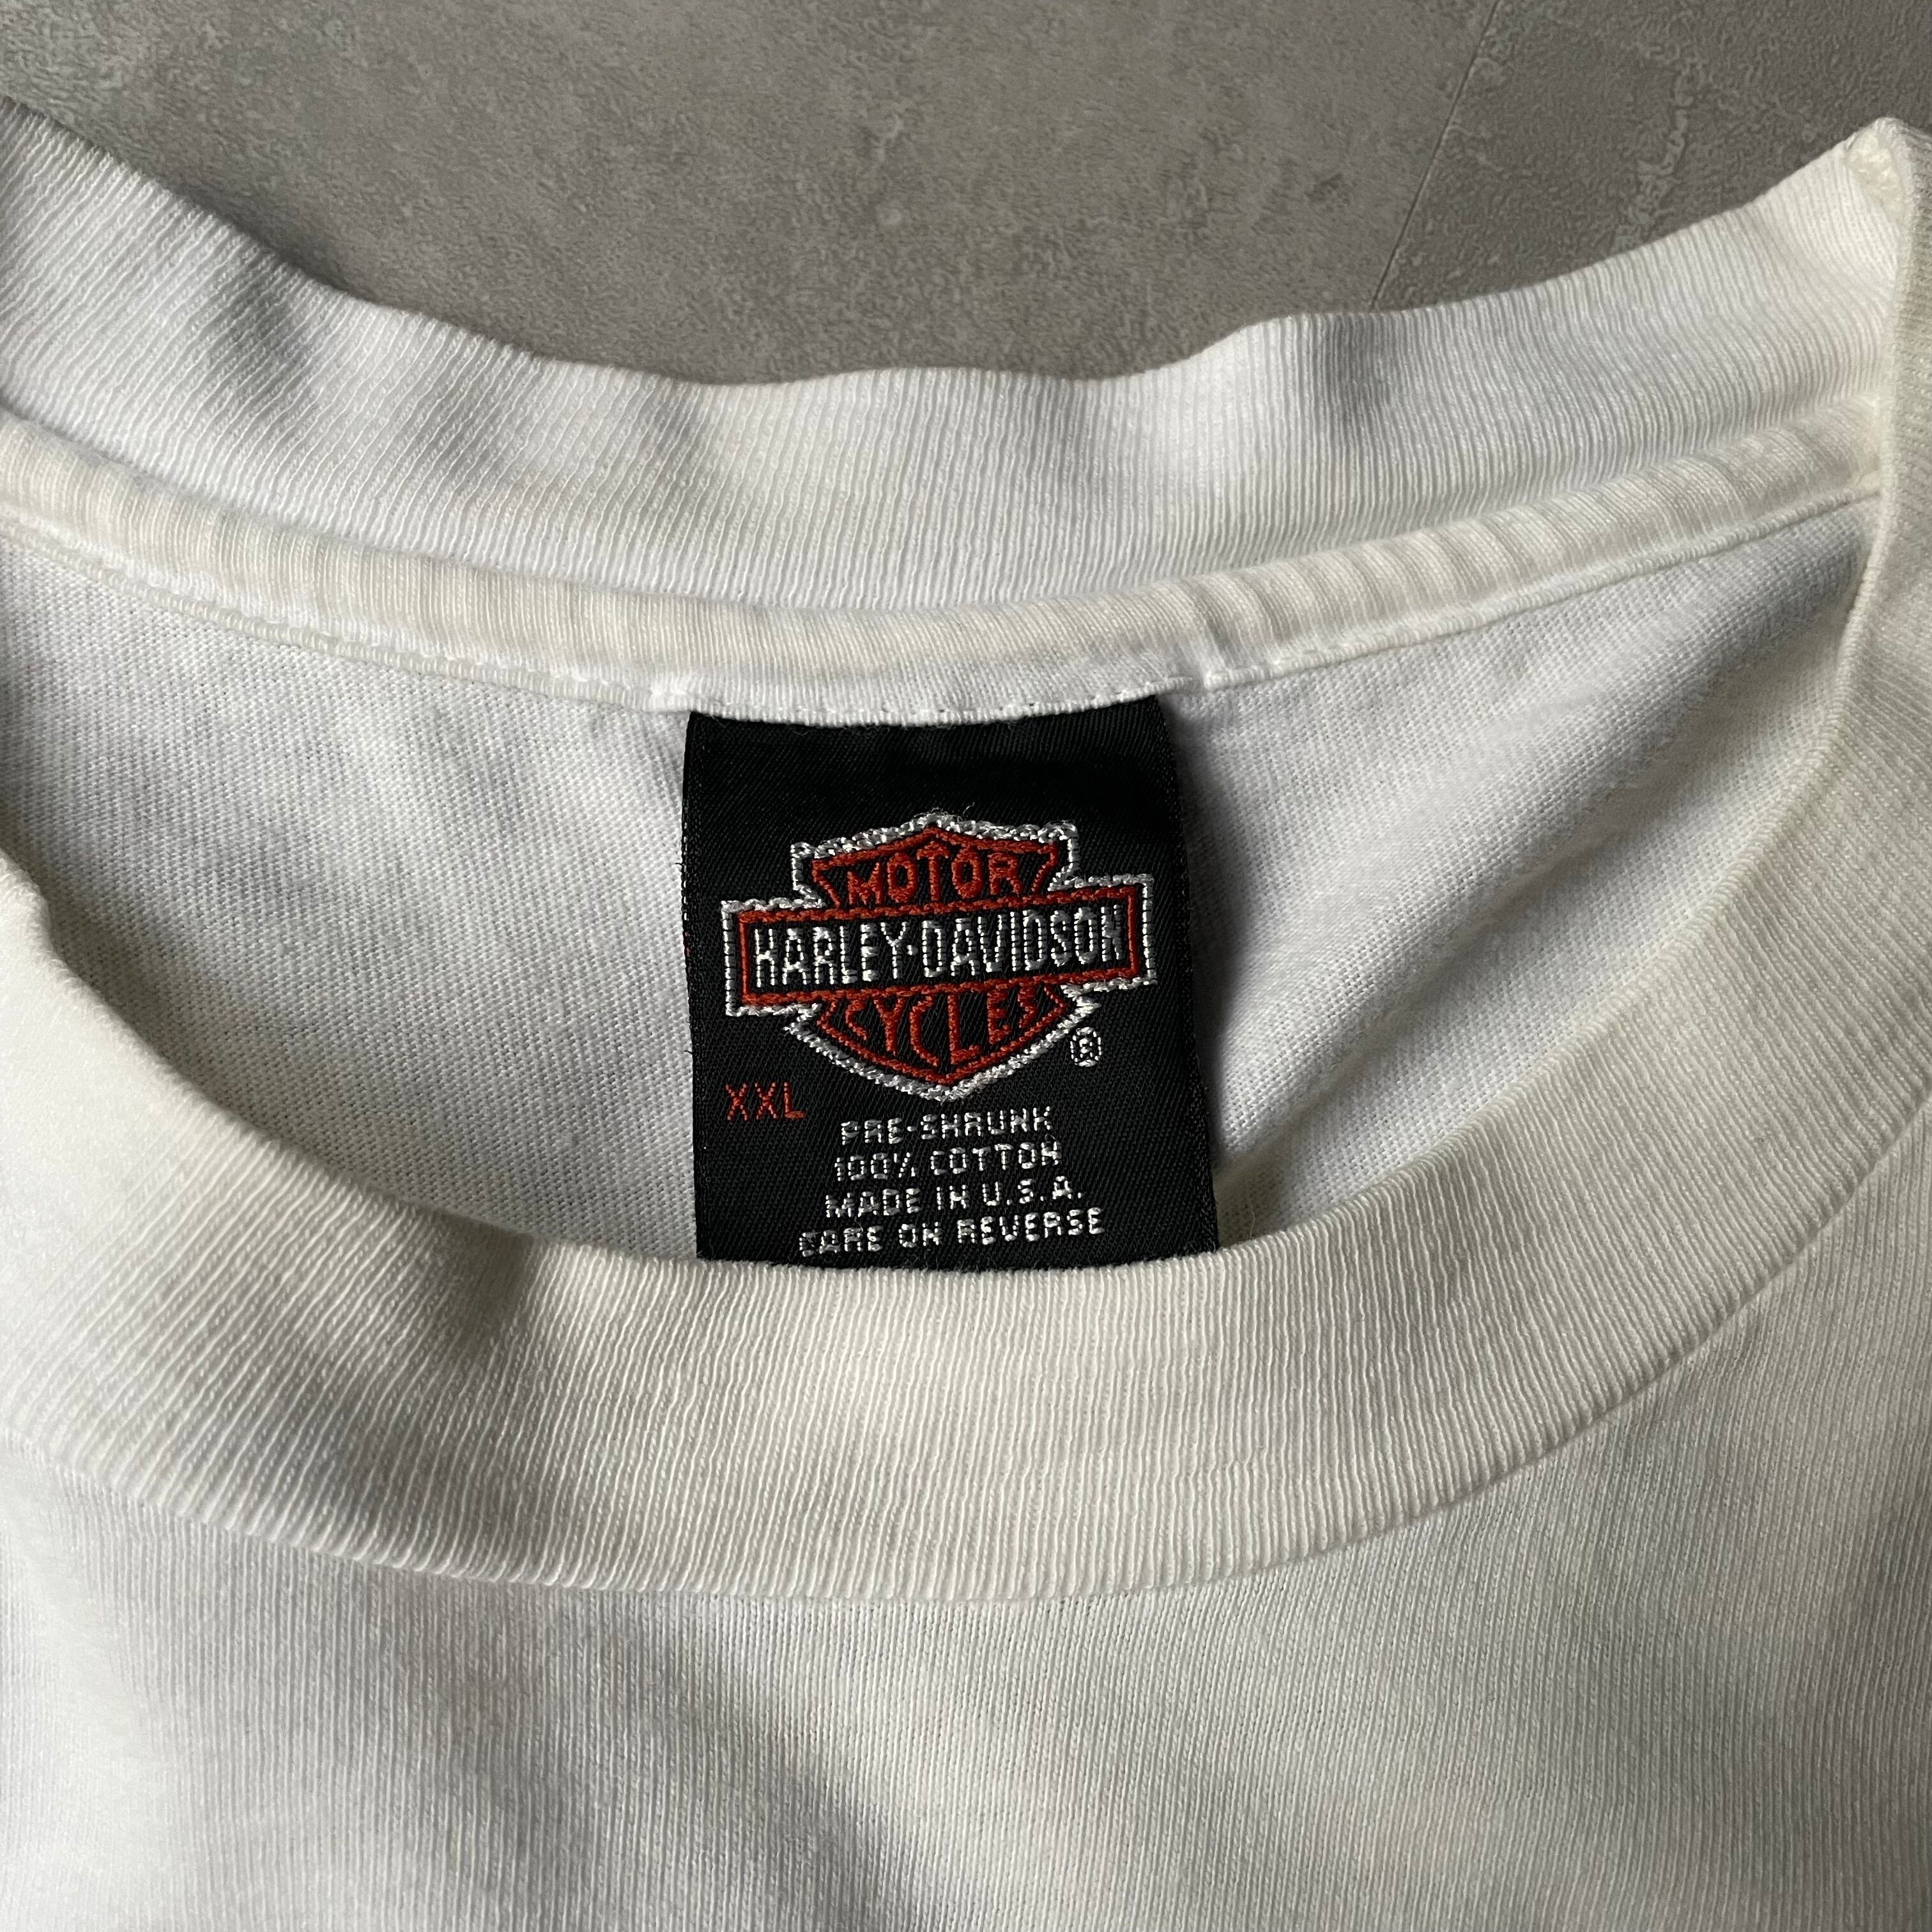 MOTOR
HARLEY-DAVIDSON
CYCLES
®
XXL
PRE-SHRUNK
100% COTTON
MADE IN U.S.A.
CARE ON REVERSE